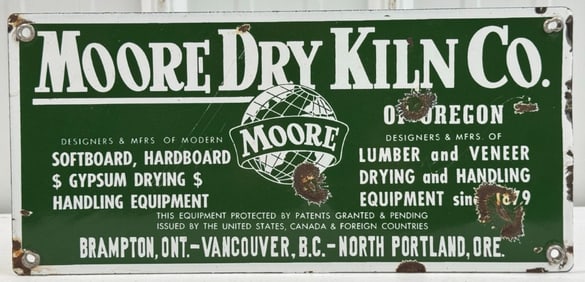 MOORE DRY KILN CO.
OF OREGON
MOORE
DESIGNERS & MFRS OF MODERN
SOFTBOARD, HARDBOARD
$ GYPSUM DRYING $
HANDLING EQUIPMENT
DESIGNERS & MFRS. OF
LUMBER and VENEER
DRYING and HANDLING
EQUIPMENT since 1879
THIS EQUIPMENT PROTECTED BY PATENTS GRANTED & PENDING
ISSUED BY THE UNITED STATES, CANADA & FOREIGN COUNTRIES
BRAMPTON, ONT.-VANCOUVER, B.C.-NORTH PORTLAND, ORE.